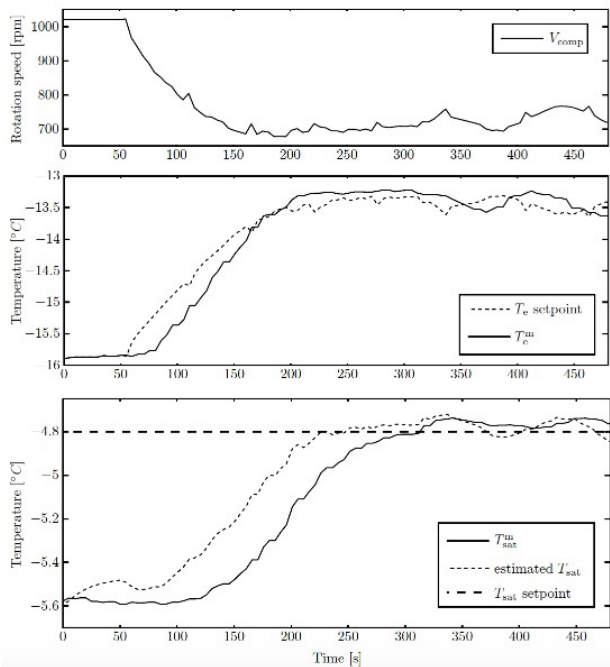 Rotation speed [rpm]
1000
900
800
700
V_comp
0 50 100 150 200 250 300 350 400 450
Temperature [°C]
−13
−13.5
−14
−14.5
−15
−15.5
−16
T_e setpoint
T_e^m
0 50 100 150 200 250 300 350 400 450
Temperature [°C]
−4.8
−5
−5.2
−5.4
−5.6
T_sat^m
estimated T_sat
T_sat setpoint
0 50 100 150 200 250 300 350 400 450
Time [s]